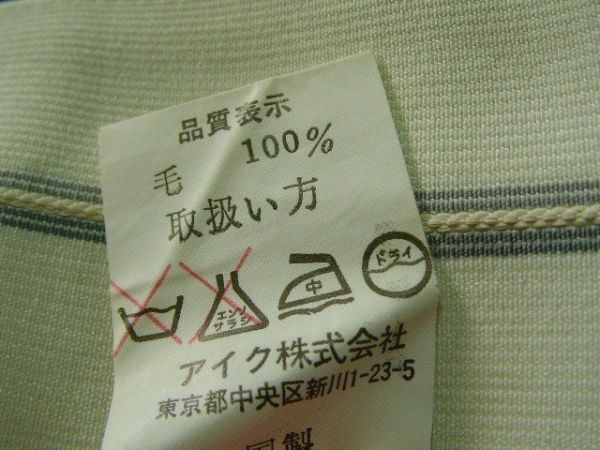 品質表示
毛 100%
取扱い方
エンソ
サラシ
中
ドライ
アイク株式会社
東京都中央区新川1-23-5
国製